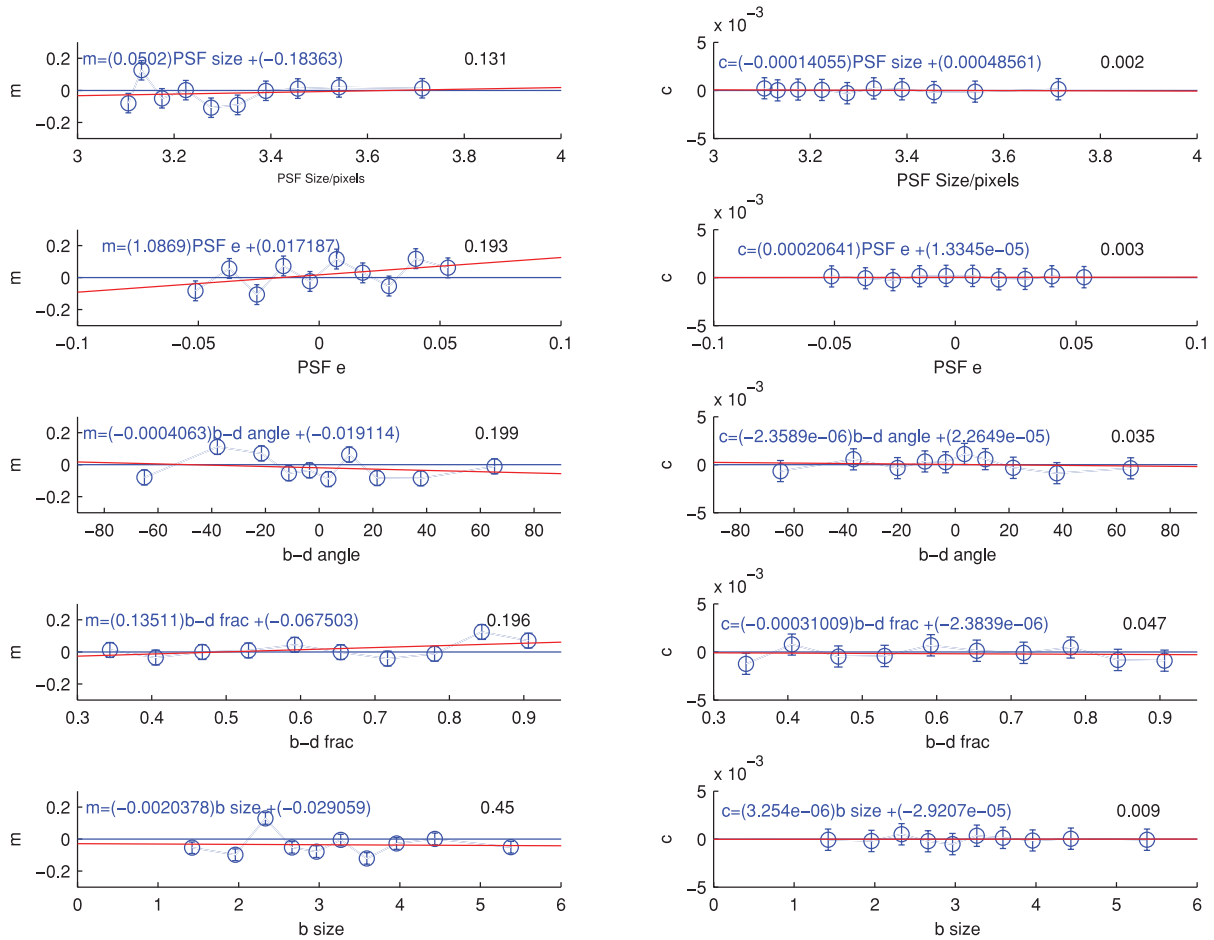 x 10⁻³
m=(0.0502)PSF size +(−0.18363) 0.131
0.2
0
−0.2
m
3 3.2 3.4 3.6 3.8 4
PSF Size/pixels
c=(−0.00014055)PSF size +(0.00048561) 0.002
5
0
−5
c
3 3.2 3.4 3.6 3.8 4
PSF Size/pixels
m=(1.0869)PSF e +(0.017187) 0.193
0.2
0
−0.2
m
−0.1 −0.05 0 0.05 0.1
PSF e
x 10⁻³
c=(0.00020641)PSF e +(1.3345e−05) 0.003
5
0
−5
c
−0.1 −0.05 0 0.05 0.1
PSF e
m=(−0.0004063)b−d angle +(−0.019114) 0.199
0.2
0
−0.2
m
−80 −60 −40 −20 0 20 40 60 80
b−d angle
x 10⁻³
c=(−2.3589e−06)b−d angle +(2.2649e−05) 0.035
5
0
−5
c
−80 −60 −40 −20 0 20 40 60 80
b−d angle
m=(0.13511)b−d frac +(−0.067503) 0.196
0.2
0
−0.2
m
0.3 0.4 0.5 0.6 0.7 0.8 0.9
b−d frac
x 10⁻³
c=(−0.00031009)b−d frac +(−2.3839e−06) 0.047
5
0
−5
c
0.3 0.4 0.5 0.6 0.7 0.8 0.9
b−d frac
m=(−0.0020378)b size +(−0.029059) 0.45
0.2
0
−0.2
m
0 1 2 3 4 5 6
b size
x 10⁻³
c=(3.254e−06)b size +(−2.9207e−05) 0.009
5
0
−5
c
0 1 2 3 4 5 6
b size